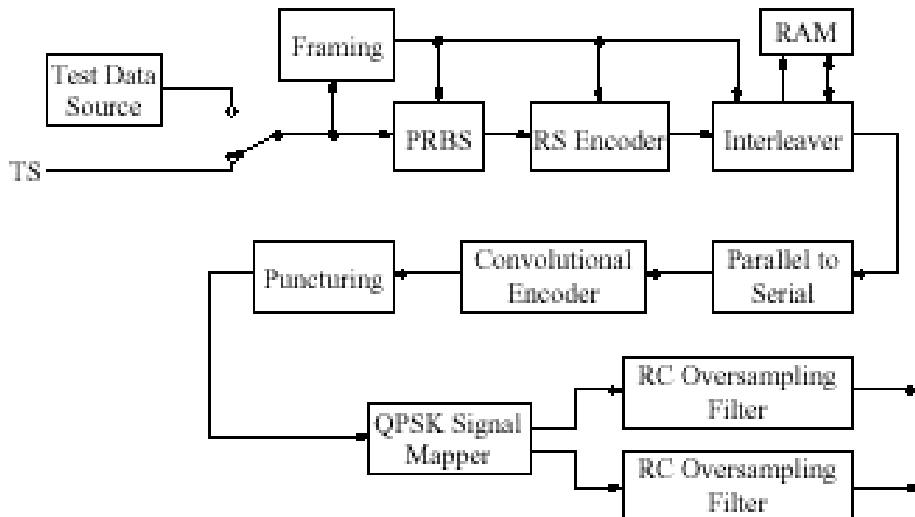 Framing
RAM
Test Data
Source
PRBS
RS Encoder
Interleaver
TS
Puncturing
Convolutional
Encoder
Parallel to
Serial
RC Oversampling
Filter
QPSK Signal
Mapper
RC Oversampling
Filter